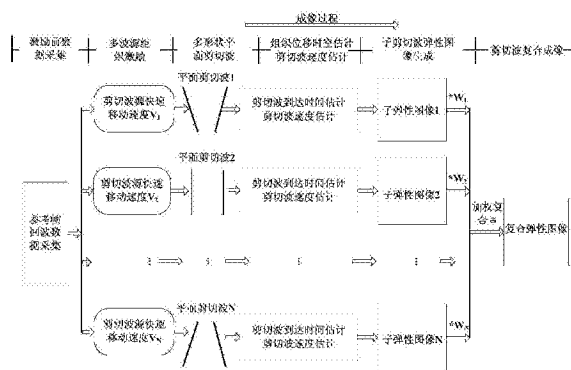 成像过程
激励前数
据采集
多波源组
织激励
多形状平
面剪切波
组织位移时空估计
剪切波速度估计
子剪切波弹性图
像生成
剪切波复合成像
平面剪切波1
剪切波源快速
移动速度V1
剪切波到达时间估计
剪切波速度估计
子弹性图像1
*W1
平面剪切波2
剪切波源快速
移动速度V2
剪切波到达时间估计
剪切波速度估计
子弹性图像2
*W2
参考帧
回波数
据采集
加权复
合
复合弹性图像
平面剪切波N
剪切波源快速
移动速度VN
剪切波到达时间估计
剪切波速度估计
子弹性图像N
*WN